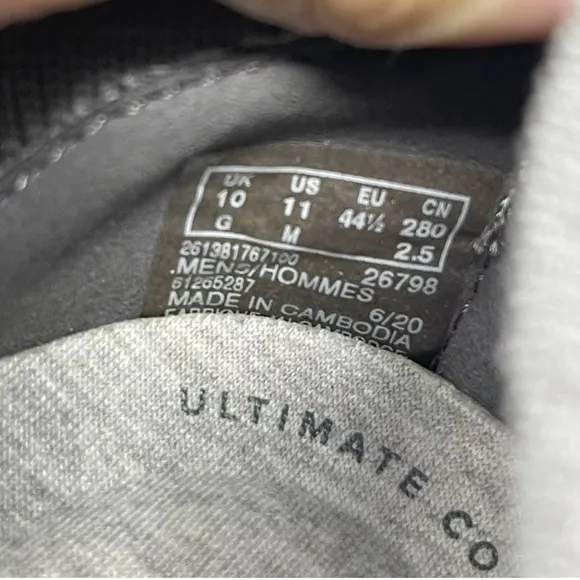 UK US EU CN
10 11 44½ 280
G M 2.5
261381767100 26798
MENS/HOMMES
61265287 6/20
MADE IN CAMBODIA
ULTIMATE CO